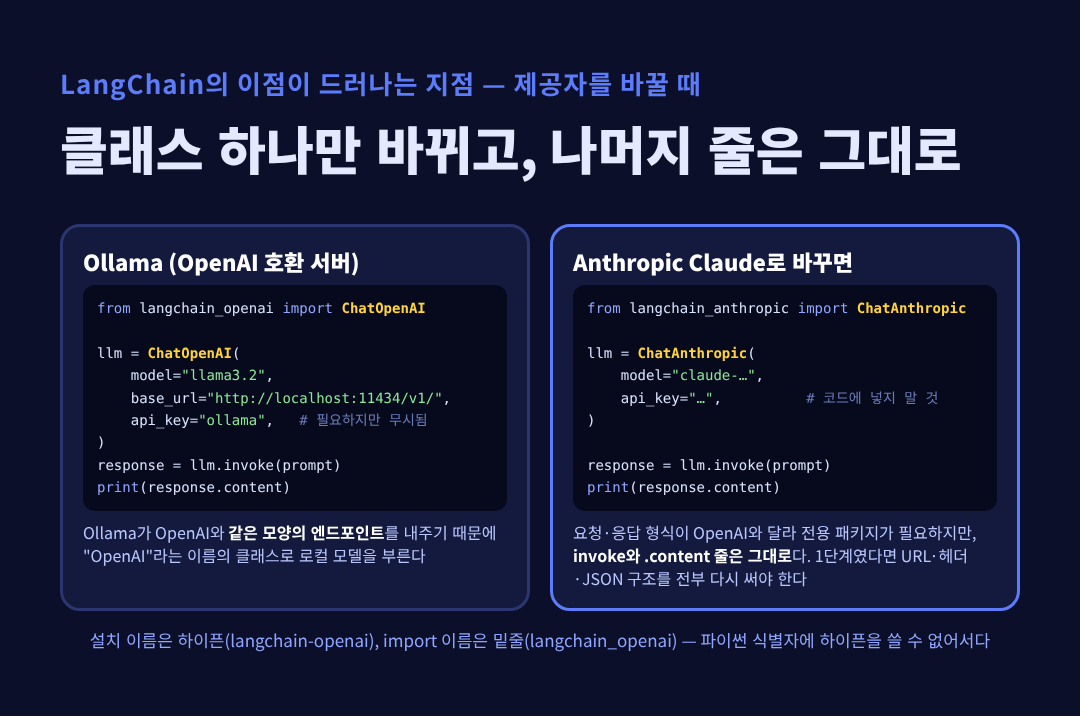 LangChain의 이점이 드러나는 지점 — 제공자를 바꿀 때
클래스 하나만 바뀌고, 나머지 줄은 그대로
Ollama (OpenAI 호환 서버)
from langchain_openai import ChatOpenAI
llm = ChatOpenAI(
    model="llama3.2",
    base_url="http://localhost:11434/v1/",
    api_key="ollama",   # 필요하지만 무시됨
)
response = llm.invoke(prompt)
print(response.content)
Ollama가 OpenAI와 같은 모양의 엔드포인트를 내주기 때문에
"OpenAI"라는 이름의 클래스로 로컬 모델을 부른다
Anthropic Claude로 바꾸면
from langchain_anthropic import ChatAnthropic
llm = ChatAnthropic(
    model="claude-…",
    api_key="…",          # 코드에 넣지 말 것
)
response = llm.invoke(prompt)
print(response.content)
요청·응답 형식이 OpenAI와 달라 전용 패키지가 필요하지만,
invoke와 .content 줄은 그대로다. 1단계였다면 URL·헤더
·JSON 구조를 전부 다시 써야 한다
설치 이름은 하이픈(langchain-openai), import 이름은 밑줄(langchain_openai) — 파이썬 식별자에 하이픈을 쓸 수 없어서다